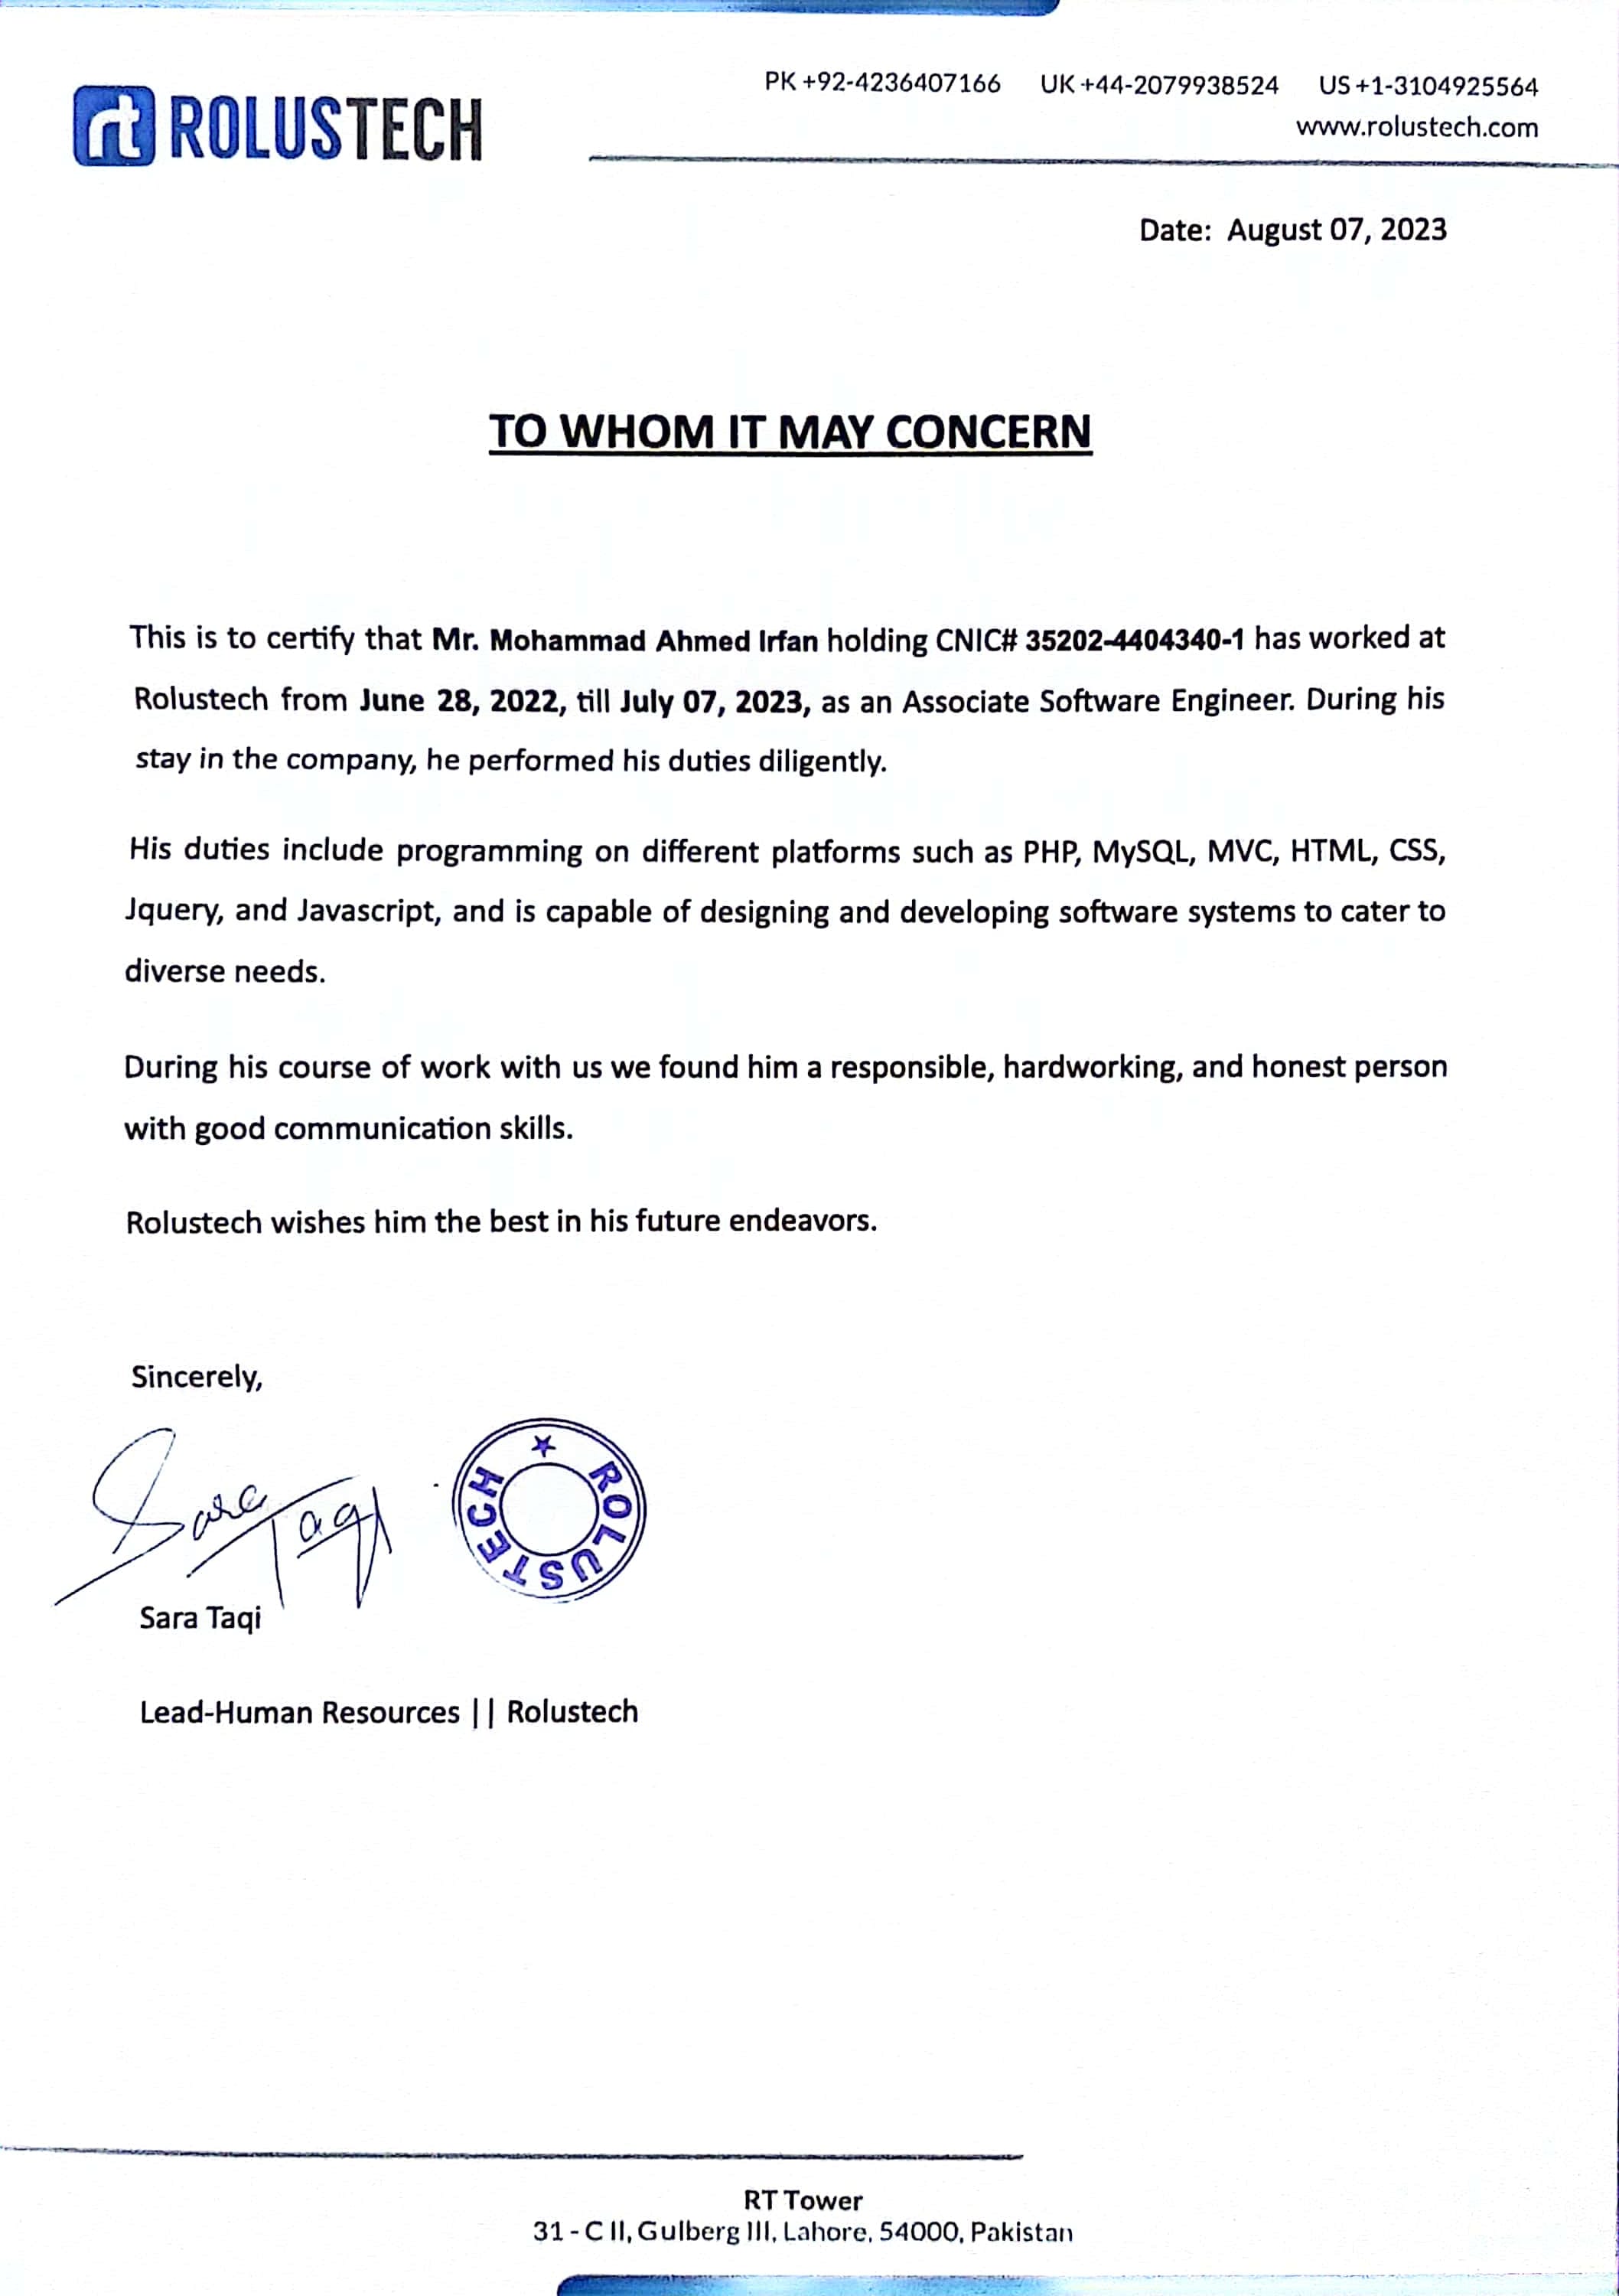 rt ROLUSTECH
PK +92-4236407166 UK +44-2079938524 US +1-3104925564
www.rolustech.com
Date: August 07, 2023
TO WHOM IT MAY CONCERN
This is to certify that Mr. Mohammad Ahmed Irfan holding CNIC# 35202-4404340-1 has worked at
Rolustech from June 28, 2022, till July 07, 2023, as an Associate Software Engineer. During his
stay in the company, he performed his duties diligently.
His duties include programming on different platforms such as PHP, MySQL, MVC, HTML, CSS,
Jquery, and Javascript, and is capable of designing and developing software systems to cater to
diverse needs.
During his course of work with us we found him a responsible, hardworking, and honest person
with good communication skills.
Rolustech wishes him the best in his future endeavors.
Sincerely,
Sara Taqi
ROLUSTECH
Sara Taqi
Lead-Human Resources || Rolustech
RT Tower
31 - C II, Gulberg III, Lahore, 54000, Pakistan